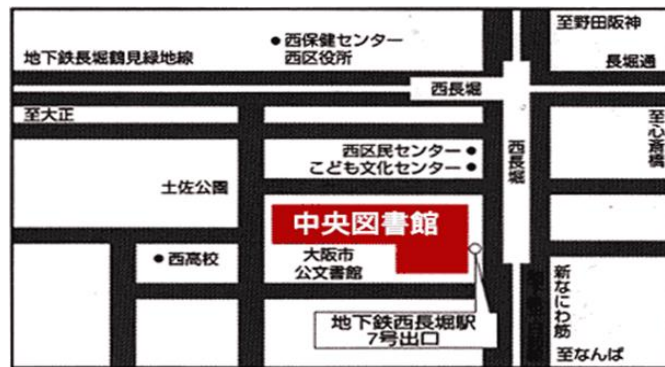 至野田阪神
西保健センター
西区役所
地下鉄長堀鶴見緑地線
長堀通
西長堀
至大正
至心斎橋
西区民センター
こども文化センター
西長堀
土佐公園
中央図書館
西高校
大阪市
公文書館
新なにわ筋
地下鉄西長堀駅
7号出口
至なんば